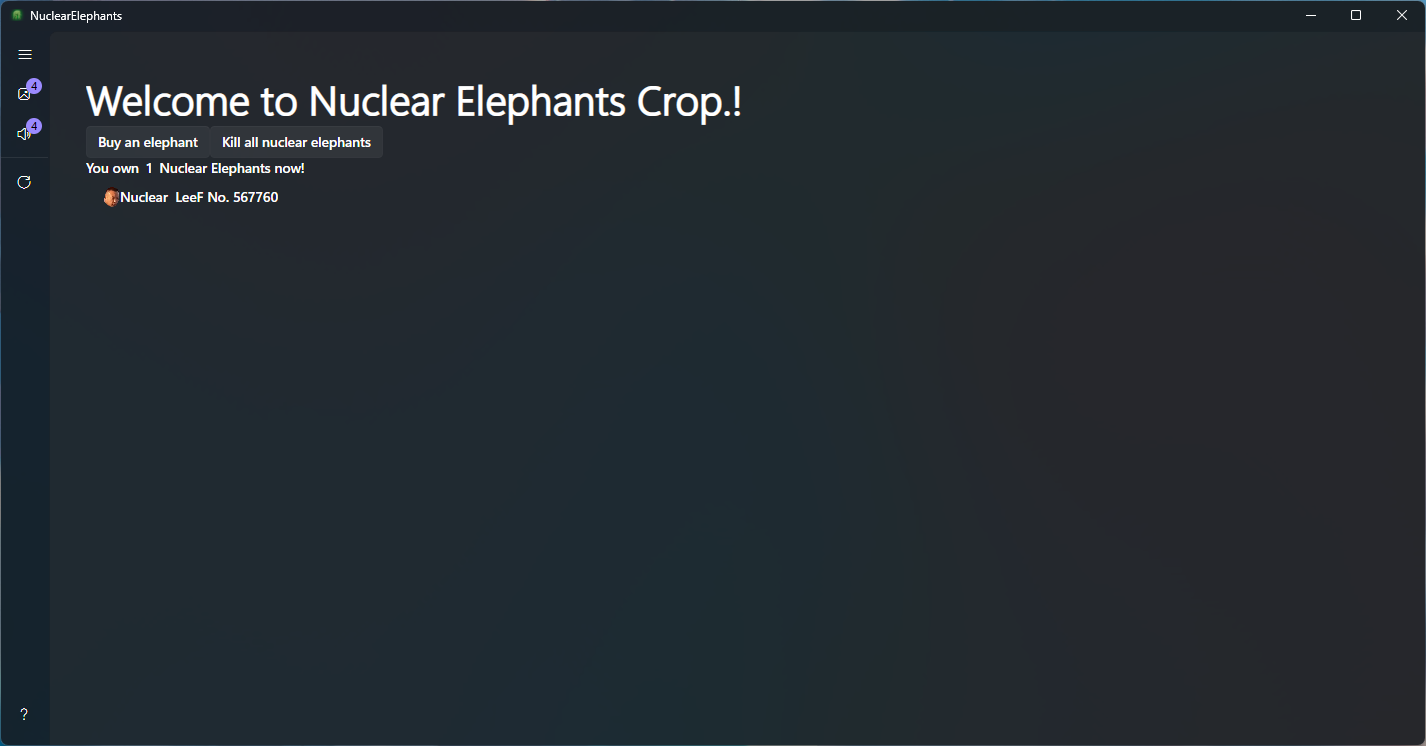 NuclearElephants
4
4
Welcome to Nuclear Elephants Crop.!
Buy an elephant Kill all nuclear elephants
You own 1 Nuclear Elephants now!
Nuclear LeeF No. 567760
?